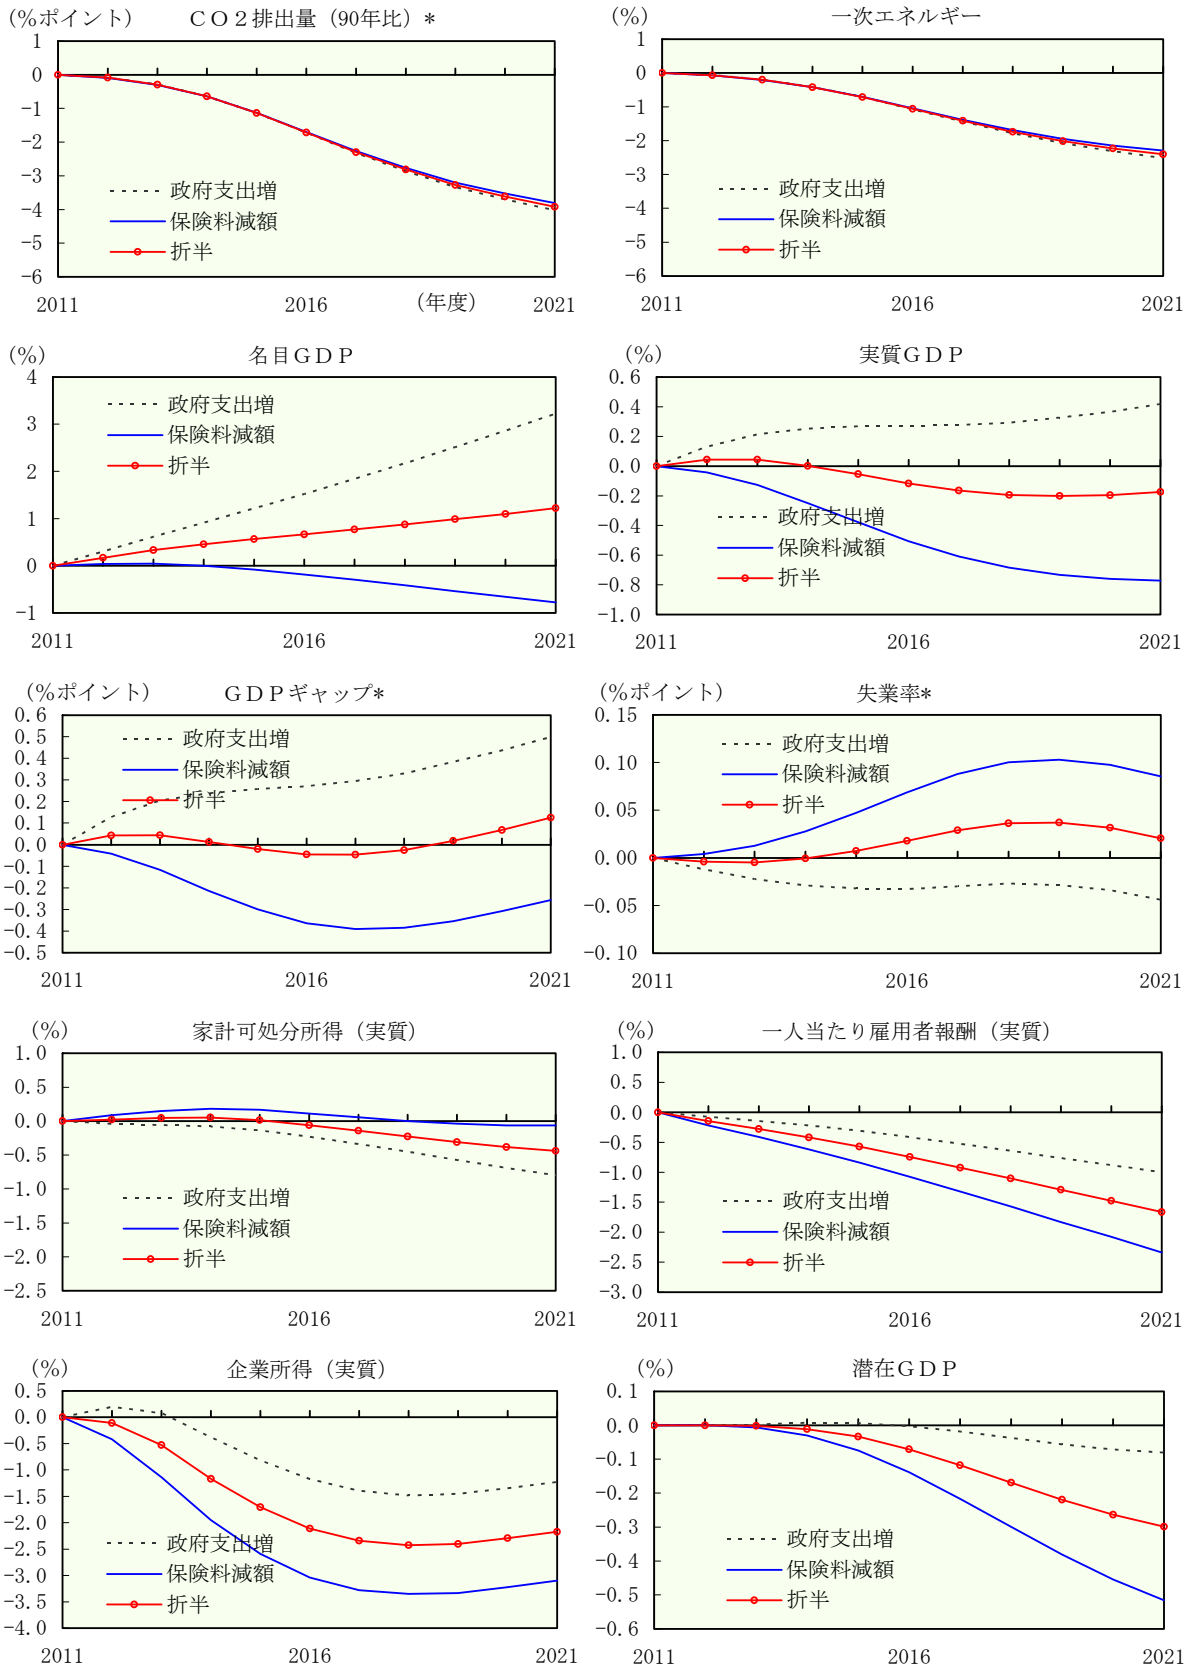 (%ポイント) ＣＯ２排出量（90年比）*
1
0
-1
-2
-3
-4
-5
-6
政府支出増
保険料減額
折半
2011 2016 （年度） 2021
(%) 一次エネルギー
1
0
-1
-2
-3
-4
-5
-6
政府支出増
保険料減額
折半
2011 2016 2021
(%) 名目ＧＤＰ
4
3
2
1
0
-1
政府支出増
保険料減額
折半
2011 2016 2021
(%) 実質ＧＤＰ
0.6
0.4
0.2
0.0
-0.2
-0.4
-0.6
-0.8
-1.0
政府支出増
保険料減額
折半
2011 2016 2021
(%ポイント) ＧＤＰギャップ*
0.6
0.5
0.4
0.3
0.2
0.1
0.0
-0.1
-0.2
-0.3
-0.4
-0.5
政府支出増
保険料減額
折半
2011 2016 2021
(%ポイント) 失業率*
0.15
0.10
0.05
0.00
-0.05
-0.10
政府支出増
保険料減額
折半
2011 2016 2021
(%) 家計可処分所得（実質）
1.0
0.5
0.0
-0.5
-1.0
-1.5
-2.0
-2.5
政府支出増
保険料減額
折半
2011 2016 2021
(%) 一人当たり雇用者報酬（実質）
1.0
0.5
0.0
-0.5
-1.0
-1.5
-2.0
-2.5
-3.0
政府支出増
保険料減額
折半
2011 2016 2021
(%) 企業所得（実質）
0.5
0.0
-0.5
-1.0
-1.5
-2.0
-2.5
-3.0
-3.5
-4.0
政府支出増
保険料減額
折半
2011 2016 2021
(%) 潜在ＧＤＰ
0.1
0.0
-0.1
-0.2
-0.3
-0.4
-0.5
-0.6
政府支出増
保険料減額
折半
2011 2016 2021